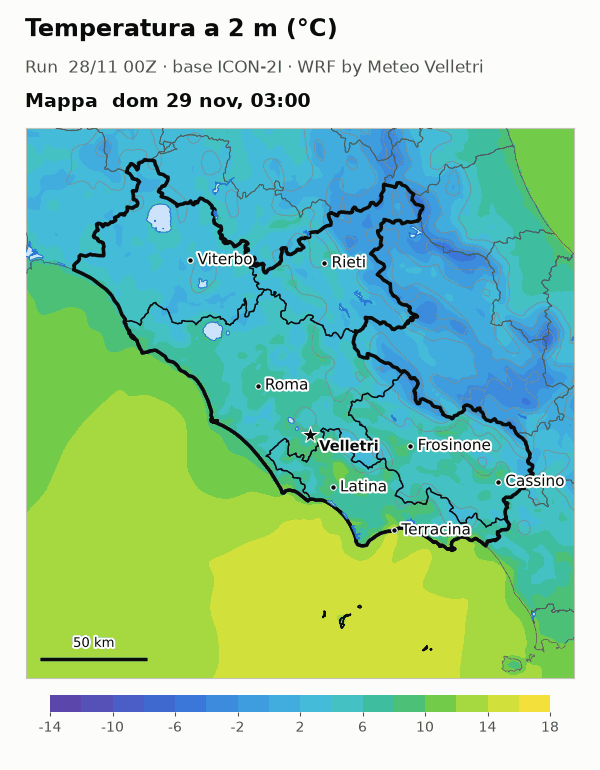 Temperatura a 2 m (°C)
Run  28/11 00Z · base ICON-2I · WRF by Meteo Velletri
Mappa  dom 29 nov, 03:00
Viterbo
Rieti
Roma
Velletri
Frosinone
Latina
Cassino
Terracina
50 km
-14 -10 -6 -2 2 6 10 14 18